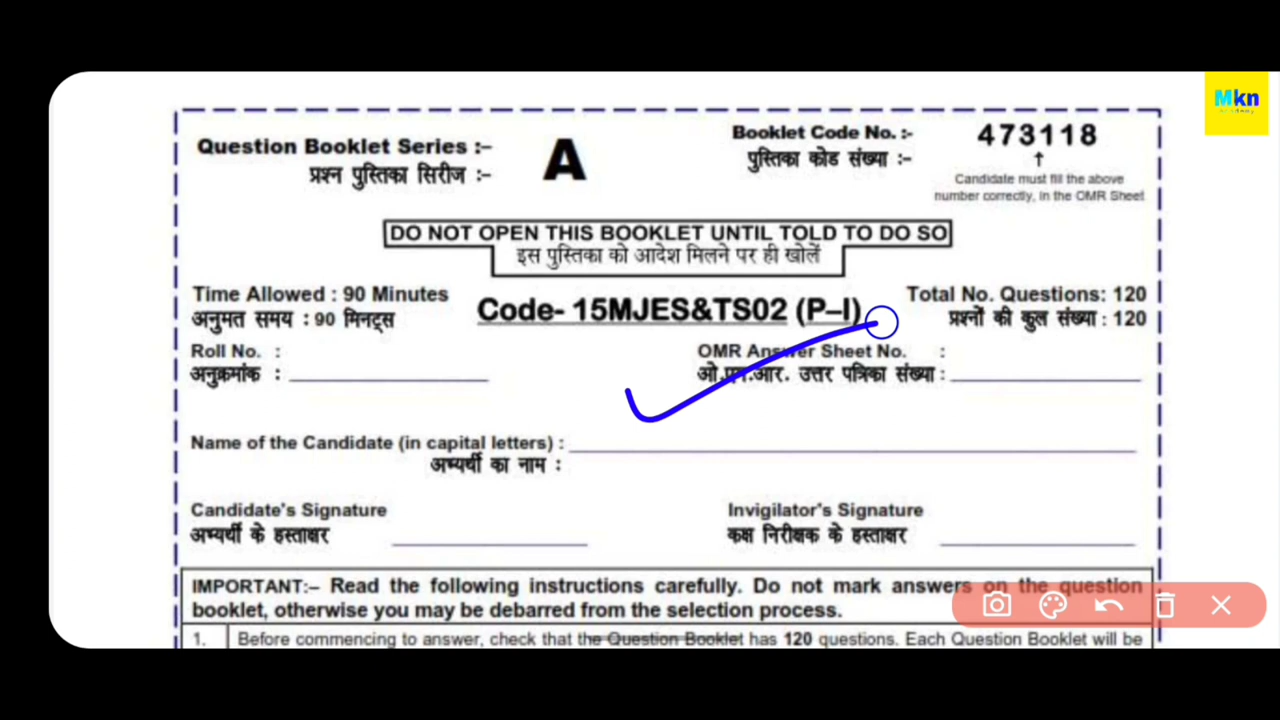 Mkn
Question Booklet Series :–
प्रश्न पुस्तिका सिरीज :–
A
Booklet Code No. :-
पुस्तिका कोड संख्या :–
473118
↑
Candidate must fill the above
number correctly, in the OMR Sheet
DO NOT OPEN THIS BOOKLET UNTIL TOLD TO DO SO
इस पुस्तिका को आदेश मिलने पर ही खोलें
Time Allowed : 90 Minutes
अनुमत समय : 90 मिनट्स
Code- 15MJES&TS02 (P–I)
Total No. Questions: 120
प्रश्नों की कुल संख्या : 120
Roll No. :
अनुक्रमांक :
OMR Answer Sheet No. :
ओ.एम.आर. उत्तर पत्रिका संख्या :
Name of the Candidate (in capital letters) :
अभ्यर्थी का नाम :
Candidate's Signature
अभ्यर्थी के हस्ताक्षर
Invigilator's Signature
कक्ष निरीक्षक के हस्ताक्षर
IMPORTANT:– Read the following instructions carefully. Do not mark answers on the question
booklet, otherwise you may be debarred from the selection process.
1. Before commencing to answer, check that the Question Booklet has 120 questions. Each Question Booklet will be